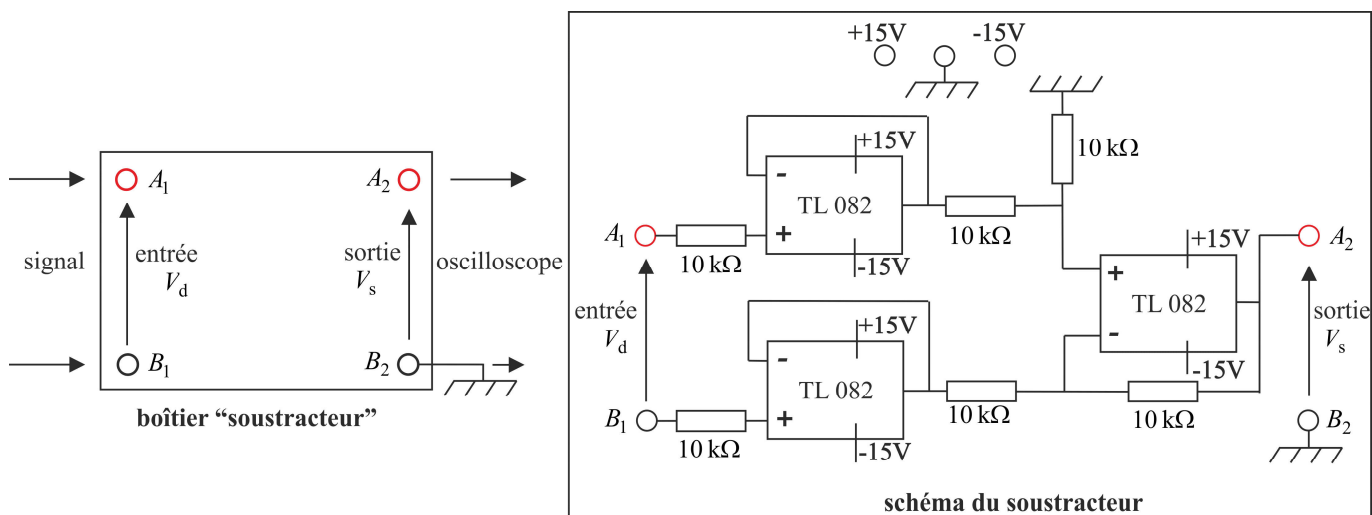 signal
A1
entrée
Vd
B1
A2
sortie
Vs
B2
oscilloscope
boîtier “soustracteur”
+15V
-15V
10 kΩ
+15V
-
TL 082
+
-15V
A1
10 kΩ
10 kΩ
entrée
Vd
+15V
-
TL 082
+
-15V
B1
10 kΩ
10 kΩ
10 kΩ
+15V
+
TL 082
-
-15V
A2
sortie
Vs
B2
schéma du soustracteur